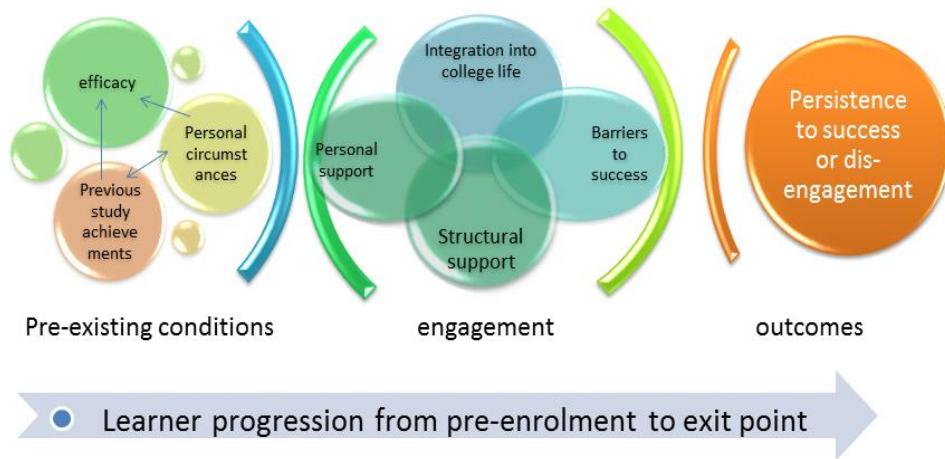 efficacy
Personal
circumst
ances
Previous
study
achieve
ments
Integration into
college life
Personal
support
Barriers
to
success
Structural
support
Persistence
to success
or dis-
engagement
Pre-existing conditions
engagement
outcomes
Learner progression from pre-enrolment to exit point